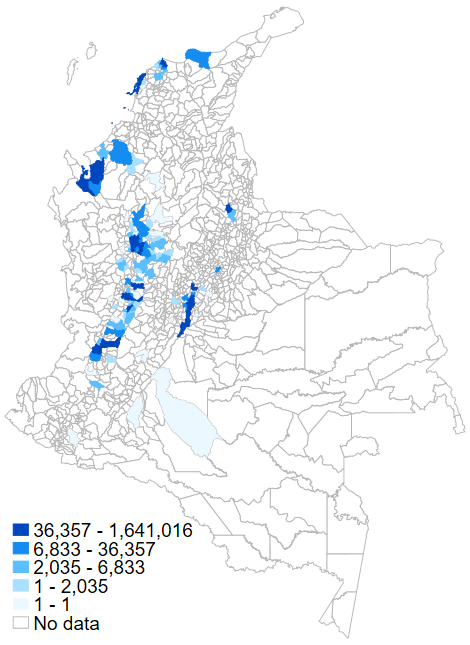 36,357 - 1,641,016
6,833 - 36,357
2,035 - 6,833
1 - 2,035
1 - 1
No data